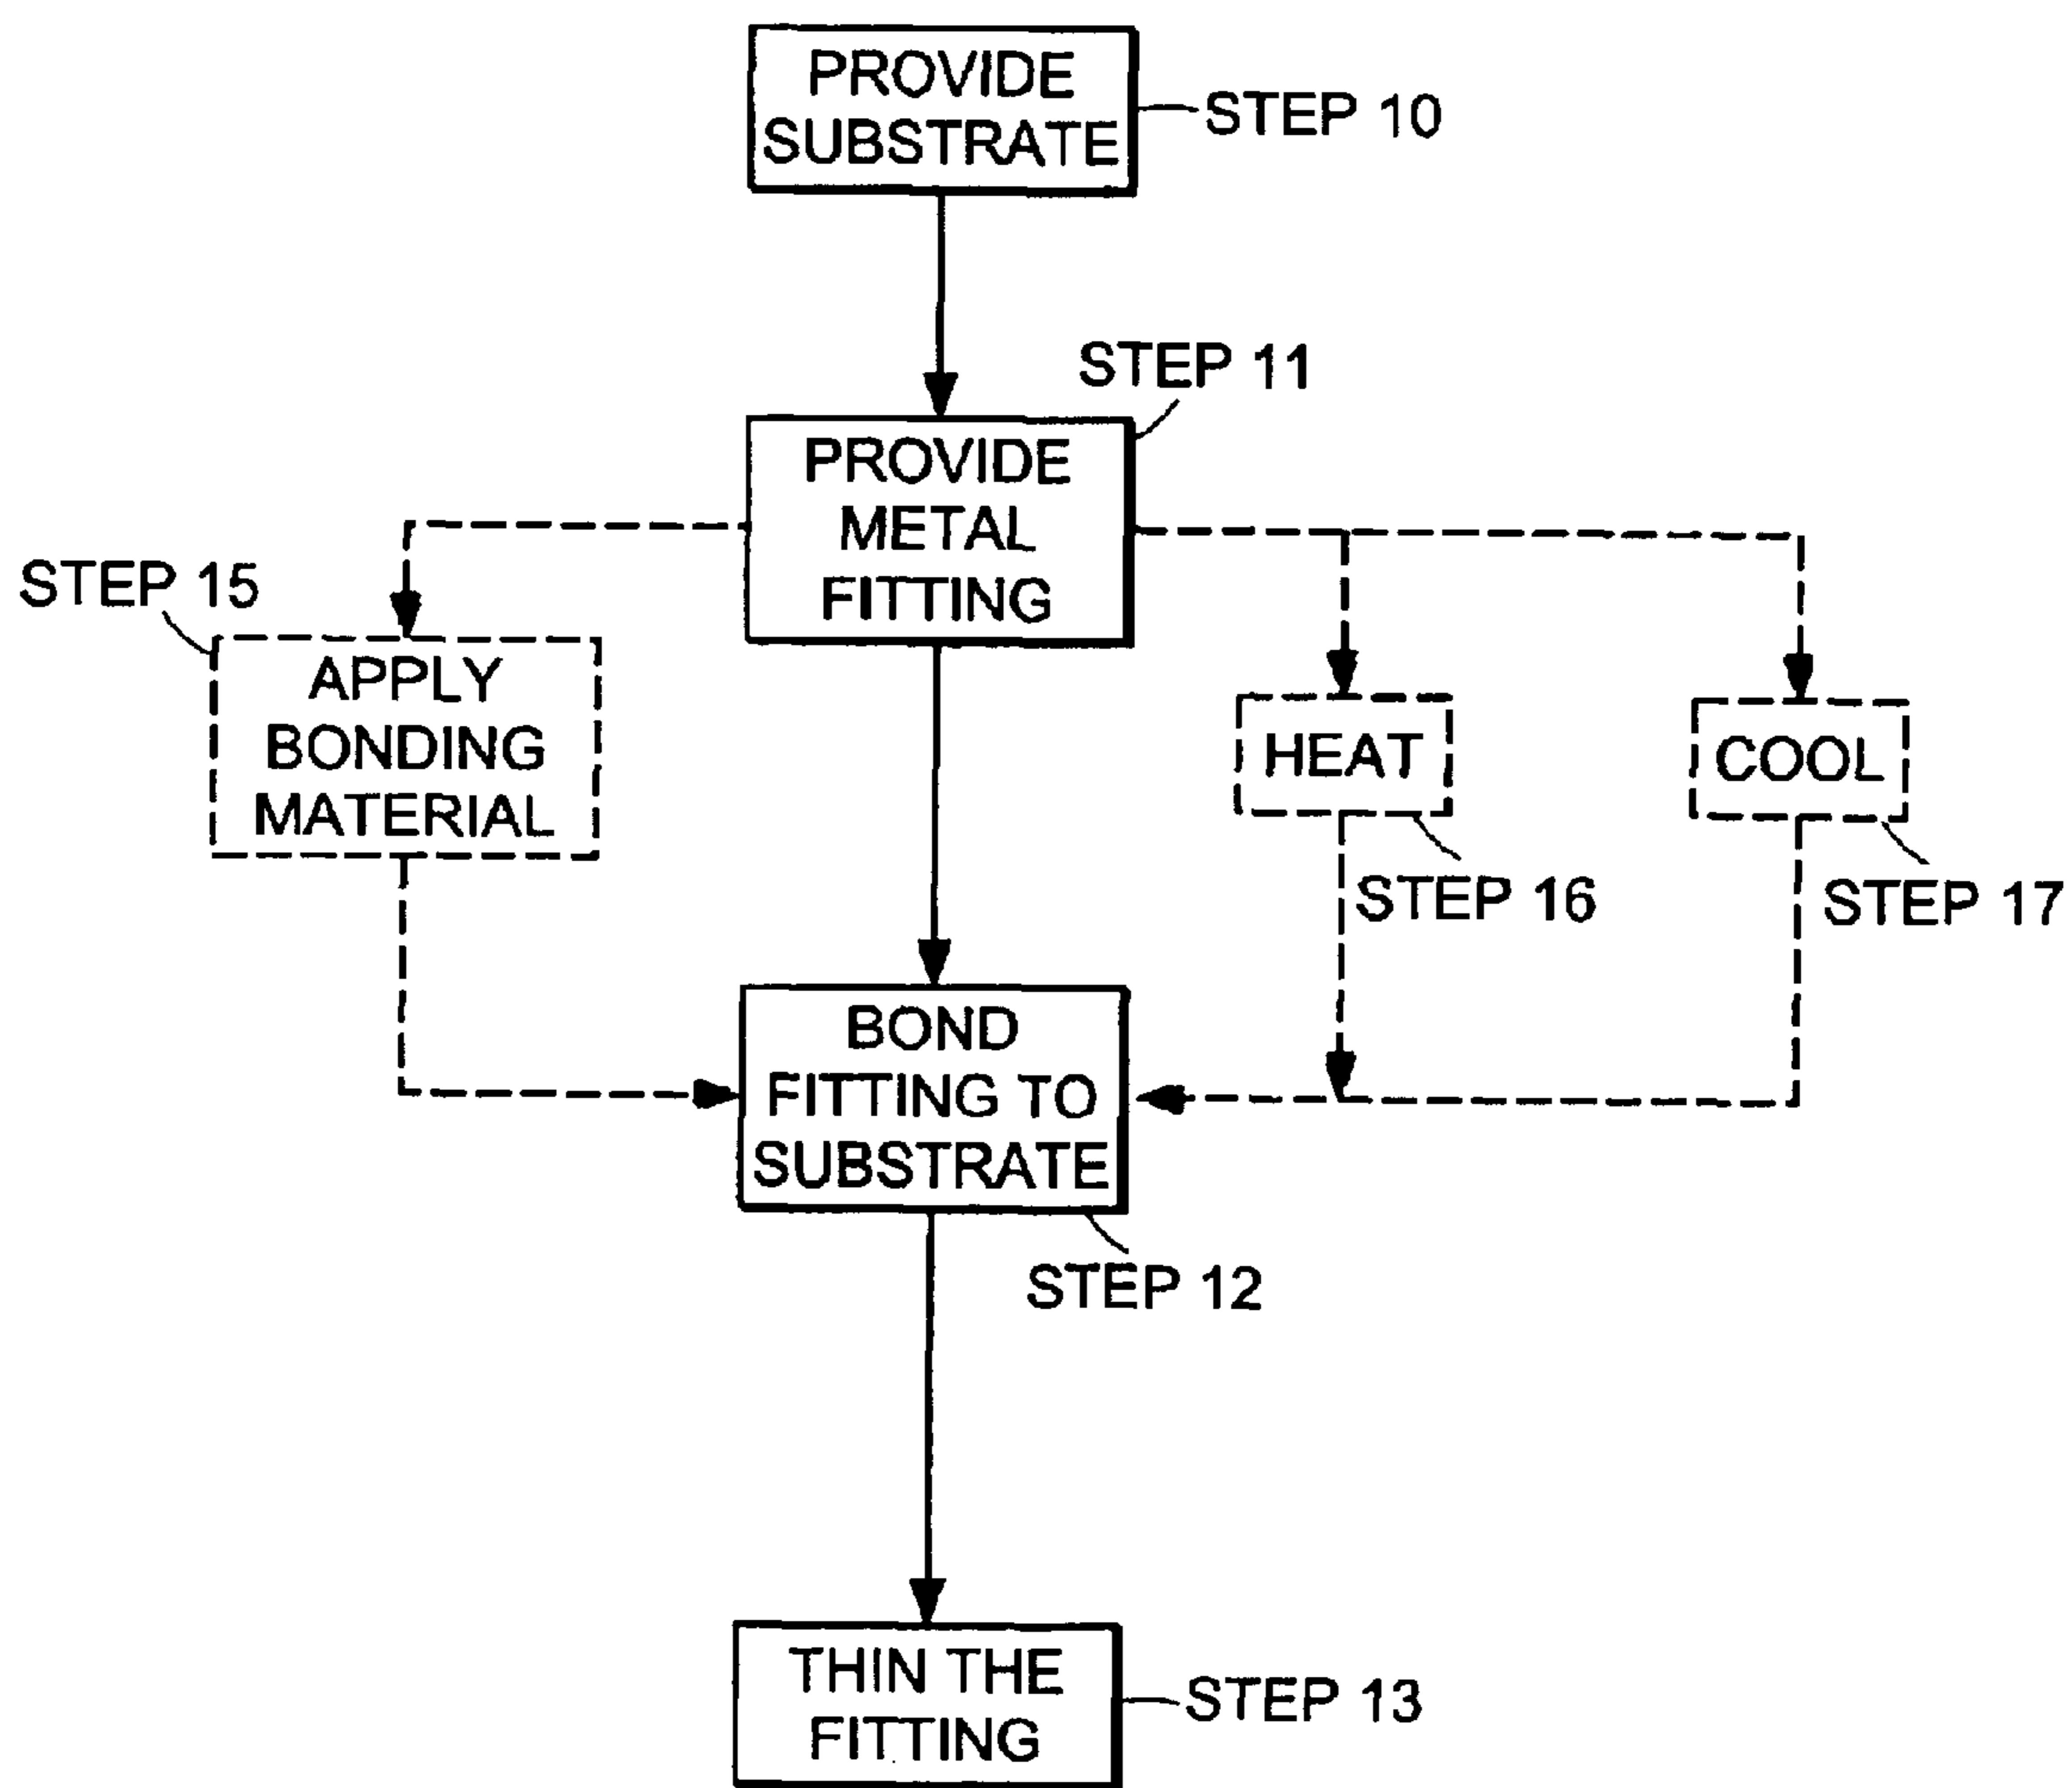 PROVIDE
SUBSTRATE
STEP 10
STEP 11
PROVIDE
METAL
FITTING
STEP 15
APPLY
BONDING
MATERIAL
HEAT
COOL
STEP 16
STEP 17
BOND
FITTING TO
SUBSTRATE
STEP 12
THIN THE
FITTING
STEP 13